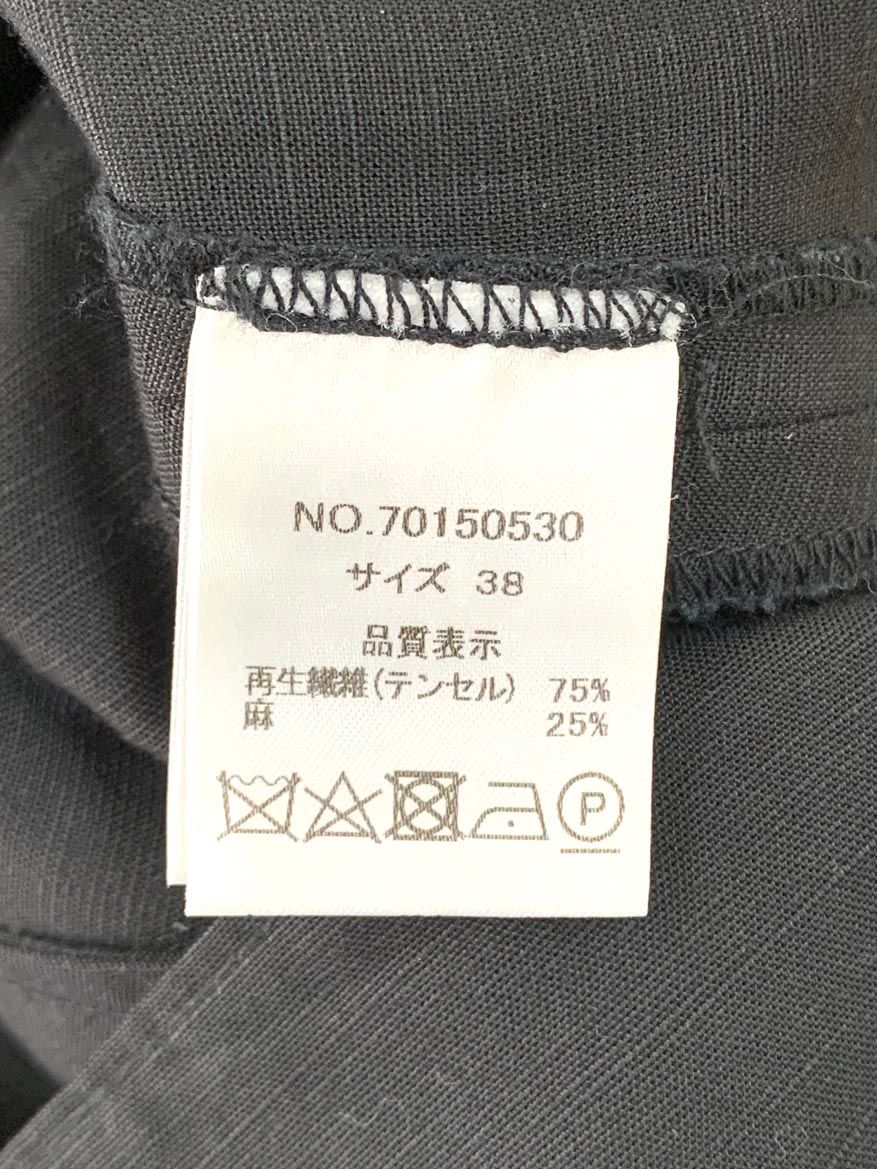 NO.70150530
サイズ 38
品質表示
再生繊維(テンセル) 75%
麻 25%
P